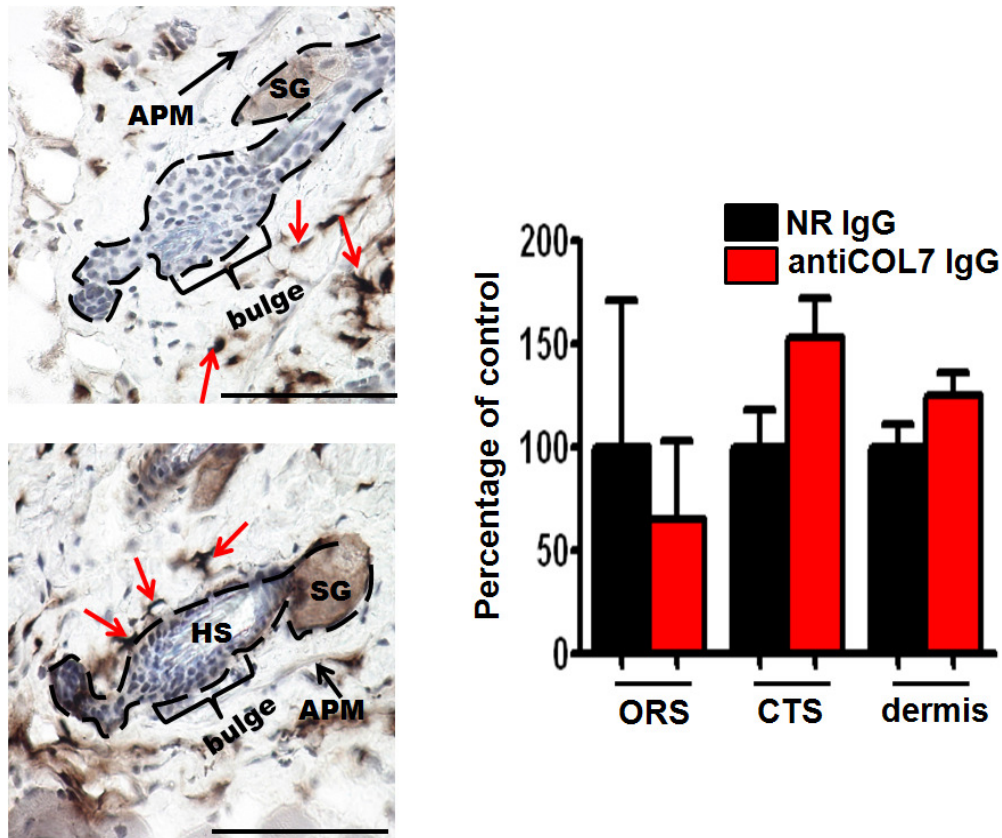 SG
APM
bulge
SG
HS
APM
bulge
NR IgG
antiCOL7 IgG
Percentage of control
200
150
100
50
0
ORS
CTS
dermis